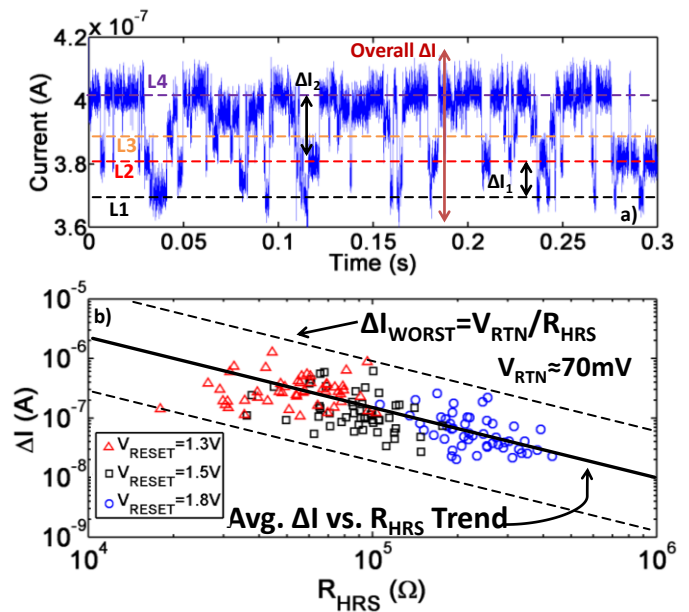 4.2 x 10⁻⁷
Overall ΔI
L4
ΔI₂
4
L3
3.8
L2
ΔI₁
L1
3.6
a)
Current (A)
0 0.05 0.1 0.15 0.2 0.25 0.3
Time (s)
10⁻⁵
b)
ΔI_WORST=V_RTN/R_HRS
10⁻⁶
V_RTN≈70mV
10⁻⁷
ΔI (A)
V_RESET=1.3V
V_RESET=1.5V
10⁻⁸
V_RESET=1.8V
Avg. ΔI vs. R_HRS Trend
10⁻⁹
10⁴ 10⁵ 10⁶
R_HRS (Ω)